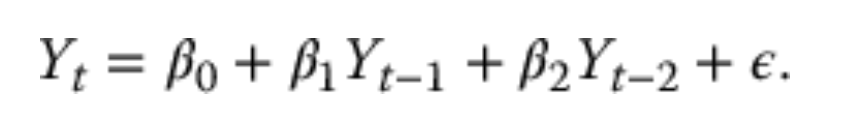 Yₜ = β₀ + β₁Yₜ₋₁ + β₂Yₜ₋₂ + ϵ.